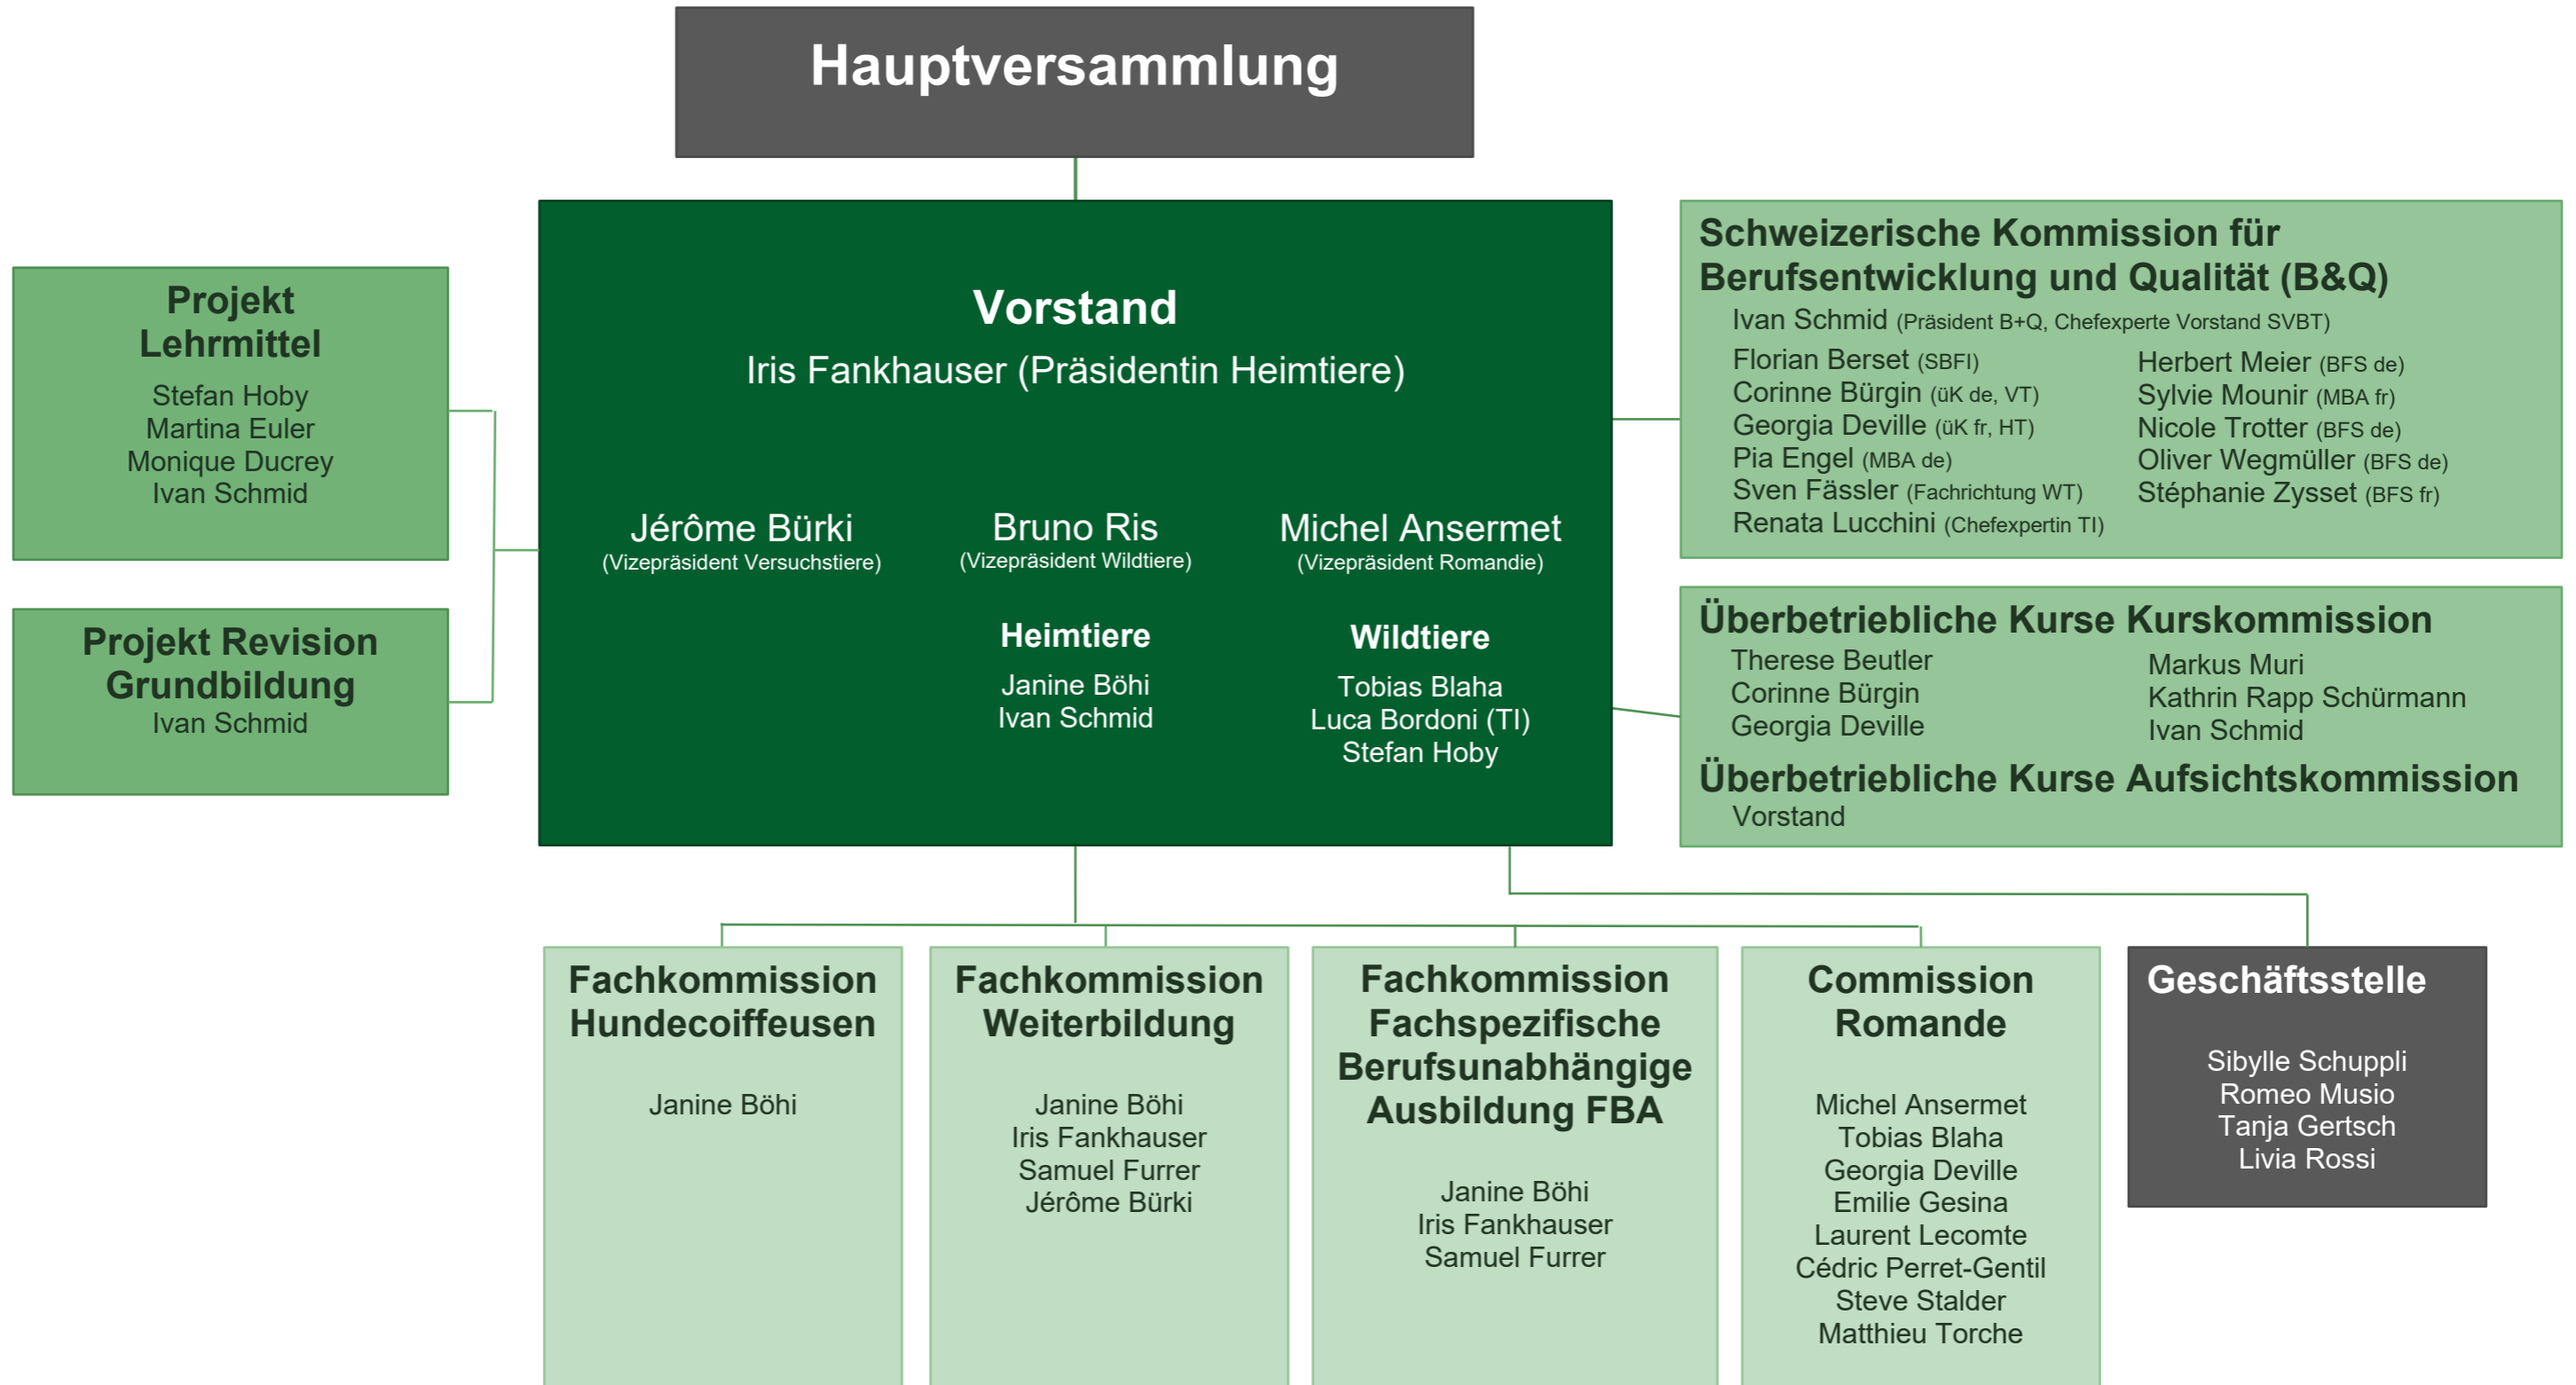 Hauptversammlung
Projekt
Lehrmittel
Stefan Hoby
Martina Euler
Monique Ducrey
Ivan Schmid
Projekt Revision
Grundbildung
Ivan Schmid
Vorstand
Iris Fankhauser (Präsidentin Heimtiere)
Jérôme Bürki
(Vizepräsident Versuchstiere)
Bruno Ris
(Vizepräsident Wildtiere)
Michel Ansermet
(Vizepräsident Romandie)
Heimtiere
Janine Böhi
Ivan Schmid
Wildtiere
Tobias Blaha
Luca Bordoni (TI)
Stefan Hoby
Schweizerische Kommission für
Berufsentwicklung und Qualität (B&Q)
Ivan Schmid (Präsident B+Q, Chefexperte Vorstand SVBT)
Florian Berset (SBFI)
Corinne Bürgin (üK de, VT)
Georgia Deville (üK fr, HT)
Pia Engel (MBA de)
Sven Fässler (Fachrichtung WT)
Renata Lucchini (Chefexpertin TI)
Herbert Meier (BFS de)
Sylvie Mounir (MBA fr)
Nicole Trotter (BFS de)
Oliver Wegmüller (BFS de)
Stéphanie Zysset (BFS fr)
Überbetriebliche Kurse Kurskommission
Therese Beutler
Corinne Bürgin
Georgia Deville
Markus Muri
Kathrin Rapp Schürmann
Ivan Schmid
Überbetriebliche Kurse Aufsichtskommission
Vorstand
Fachkommission
Hundecoiffeusen
Janine Böhi
Fachkommission
Weiterbildung
Janine Böhi
Iris Fankhauser
Samuel Furrer
Jérôme Bürki
Fachkommission
Fachspezifische
Berufsunabhängige
Ausbildung FBA
Janine Böhi
Iris Fankhauser
Samuel Furrer
Commission
Romande
Michel Ansermet
Tobias Blaha
Georgia Deville
Emilie Gesina
Laurent Lecomte
Cédric Perret-Gentil
Steve Stalder
Matthieu Torche
Geschäftsstelle
Sibylle Schuppli
Romeo Musio
Tanja Gertsch
Livia Rossi